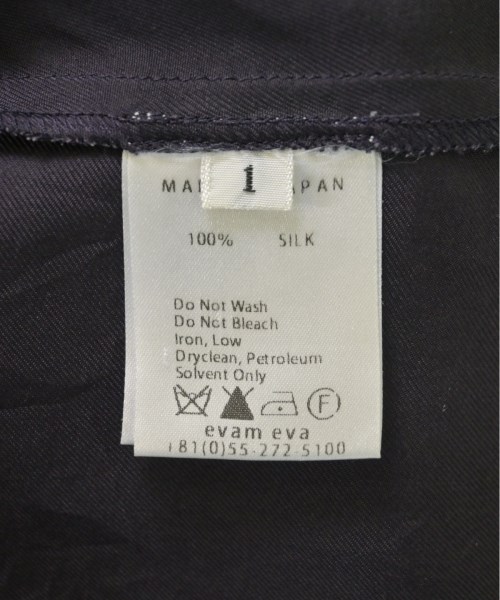 1
MA PAN
100% SILK
Do Not Wash
Do Not Bleach
Iron, Low
Dryclean, Petroleum
Solvent Only
F
evam eva
+81(0)55-272-5100